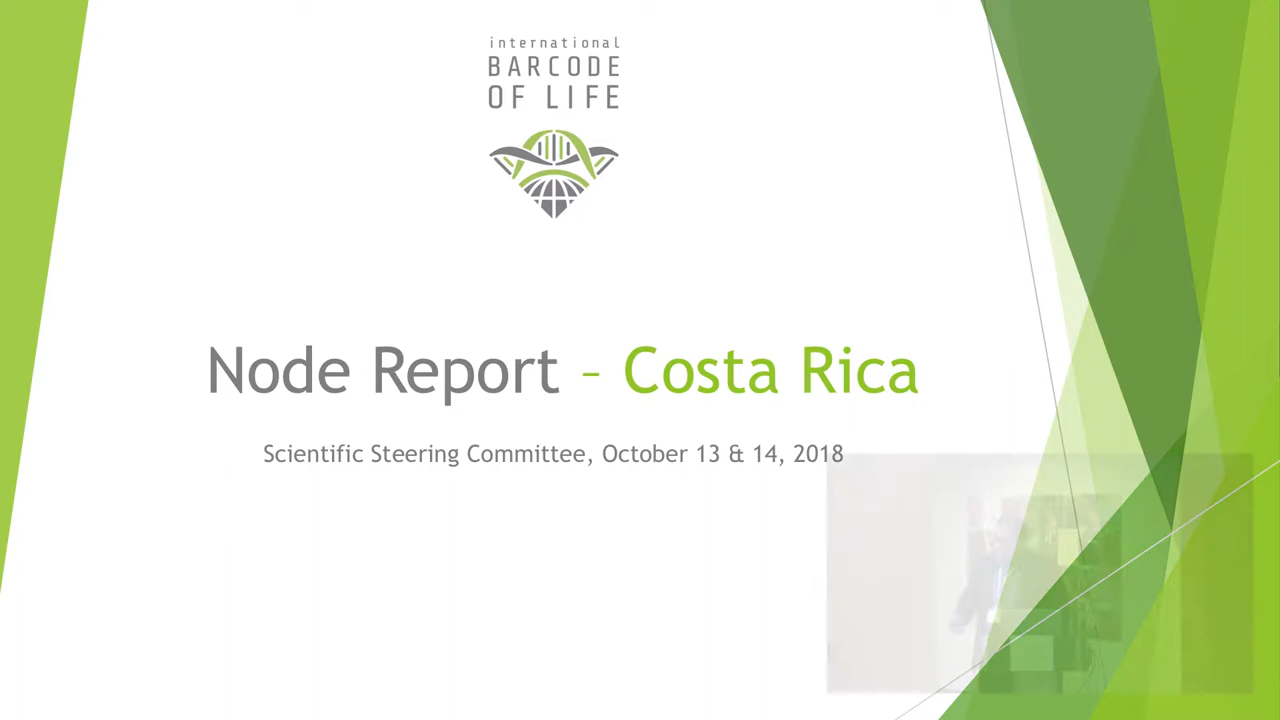 international
BARCODE
OF LIFE
Node Report – Costa Rica
Scientific Steering Committee, October 13 & 14, 2018